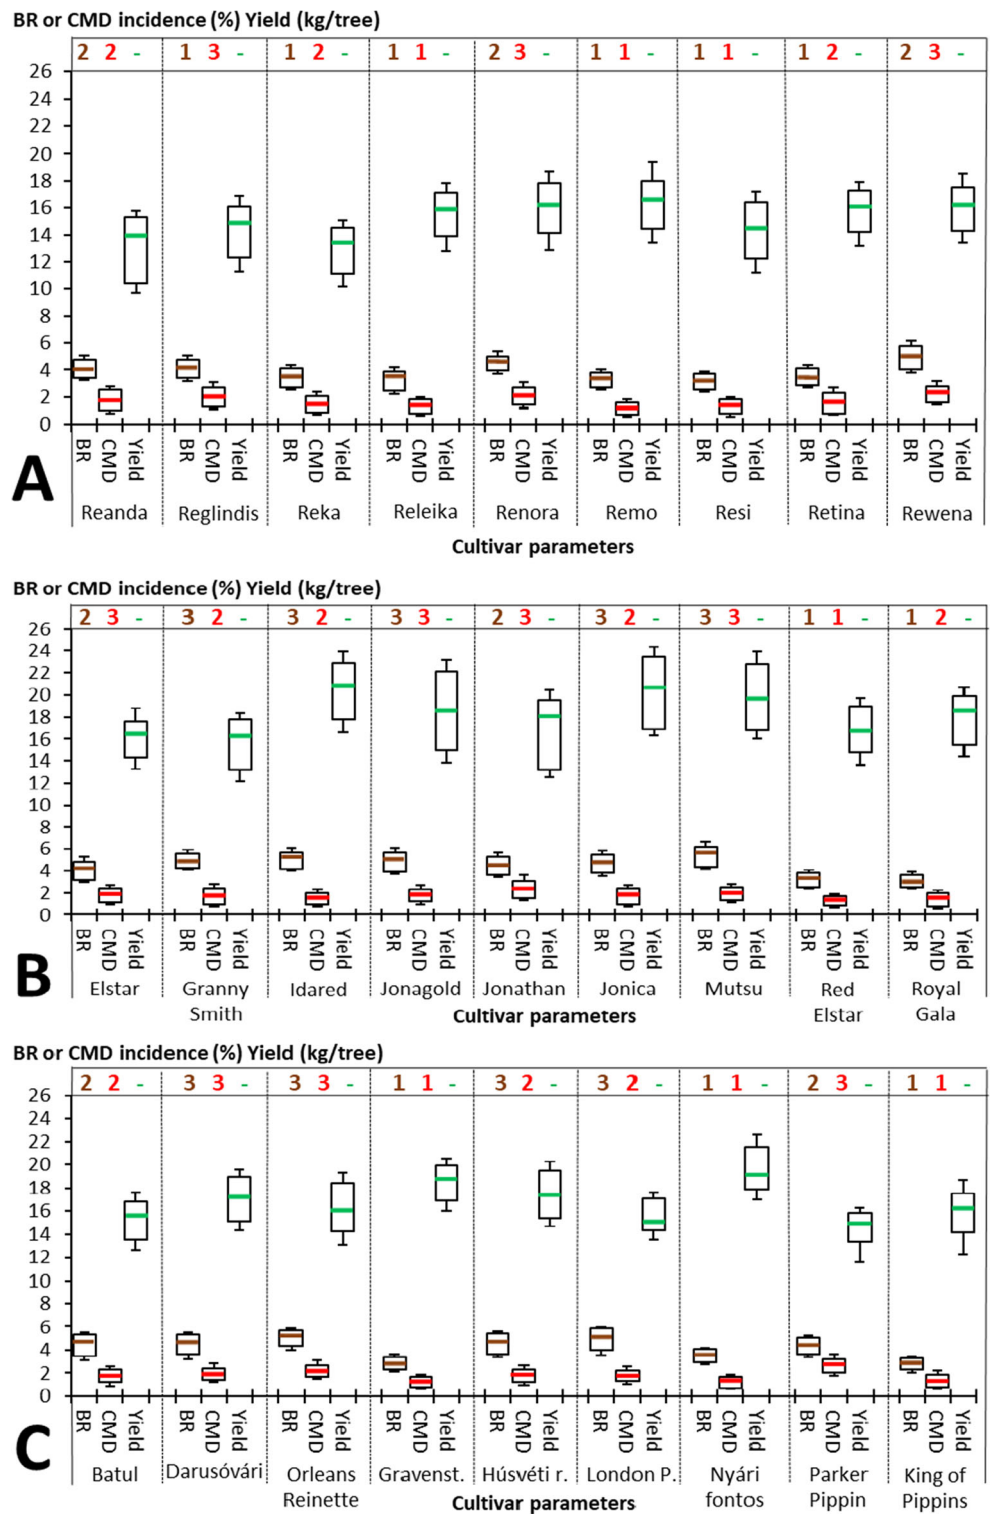 BR or CMD incidence (%) Yield (kg/tree)
2 2 - 1 3 - 1 2 - 1 1 - 2 3 - 1 1 - 1 1 - 1 2 - 2 3 -
26
24
22
20
18
16
14
12
10
8
6
4
2
0
BR CMD Yield BR CMD Yield BR CMD Yield BR CMD Yield BR CMD Yield BR CMD Yield BR CMD Yield BR CMD Yield BR CMD Yield
A
Reanda Reglindis Reka Releika Renora Remo Resi Retina Rewena
Cultivar parameters
BR or CMD incidence (%) Yield (kg/tree)
2 3 - 3 2 - 3 2 - 3 3 - 2 3 - 3 2 - 3 3 - 1 1 - 1 2 -
26
24
22
20
18
16
14
12
10
8
6
4
2
0
BR CMD Yield BR CMD Yield BR CMD Yield BR CMD Yield BR CMD Yield BR CMD Yield BR CMD Yield BR CMD Yield BR CMD Yield
B
Elstar Granny Idared Jonagold Jonathan Jonica Mutsu Red Royal
Smith Elstar Gala
Cultivar parameters
BR or CMD incidence (%) Yield (kg/tree)
2 2 - 3 3 - 3 3 - 1 1 - 3 2 - 3 2 - 1 1 - 2 3 - 1 1 -
26
24
22
20
18
16
14
12
10
8
6
4
2
0
BR CMD Yield BR CMD Yield BR CMD Yield BR CMD Yield BR CMD Yield BR CMD Yield BR CMD Yield BR CMD Yield BR CMD Yield
C
Batul Darusóvári Orleans Gravenst. Húsvéti r. London P. Nyári Parker King of
Reinette fontos Pippin Pippins
Cultivar parameters